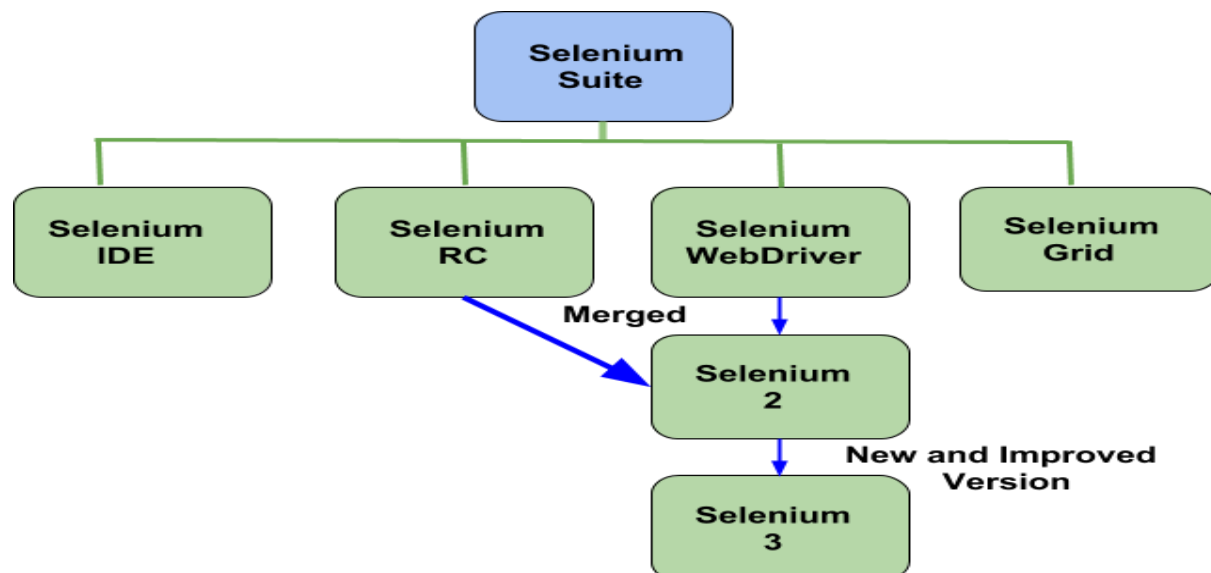 Selenium
Suite
Selenium
IDE
Selenium
RC
Selenium
WebDriver
Selenium
Grid
Merged
Selenium
2
New and Improved
Version
Selenium
3